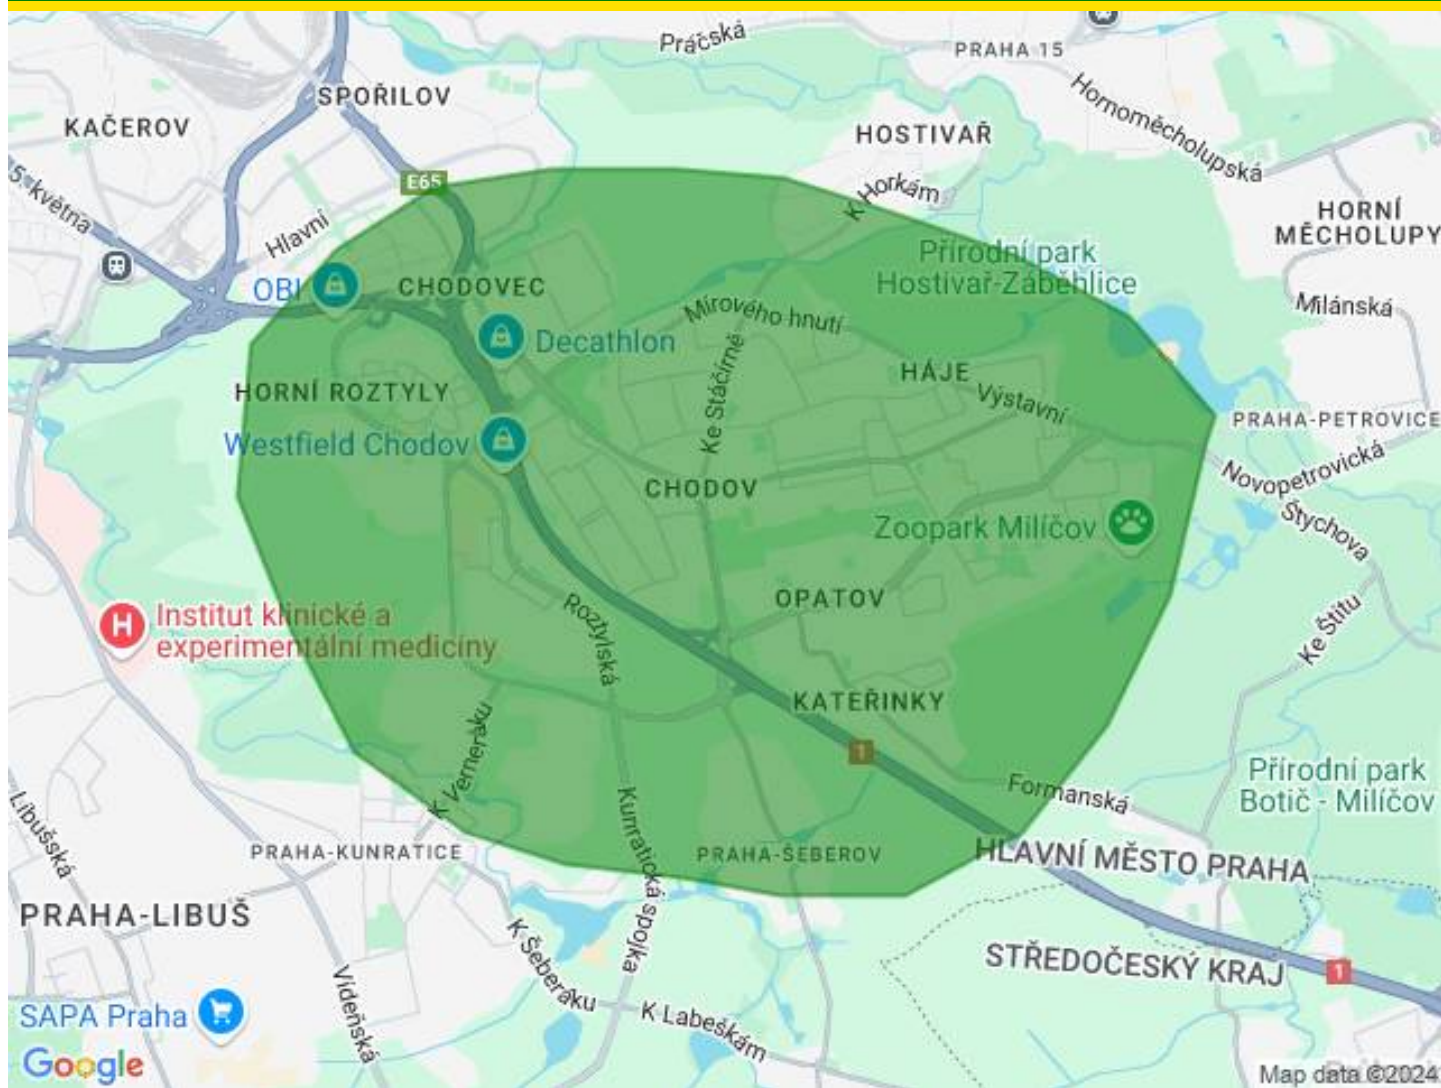 Práčská
PRAHA 15
SPOŘILOV
KAČEROV
Hornoměcholupská
HOSTIVAŘ
5. května
E65
K Horkám
HORNÍ
MĚCHOLUPY
Hlavní
Přírodní park
Hostivař-Záběhlice
OBI
CHODOVEC
Milánská
Mírového hnutí
Decathlon
Ke Stáčírně
HÁJE
HORNÍ ROZTYLY
Výstavní
PRAHA-PETROVICE
Westfield Chodov
Novopetrovická
CHODOV
Štychova
Zoopark Milíčov
OPATOV
Institut klinické a
experimentální medicíny
Roztylská
Ke Štítu
KATEŘINKY
K Verneráku
1
Přírodní park
Botič - Milíčov
Formanská
Libušská
Kunratická spojka
PRAHA-KUNRATICE
PRAHA-ŠEBEROV
HLAVNÍ MĚSTO PRAHA
PRAHA-LIBUŠ
K Šeberáku
STŘEDOČESKÝ KRAJ
1
Vídeňská
SAPA Praha
K Labeškám
Google
Map data ©2024